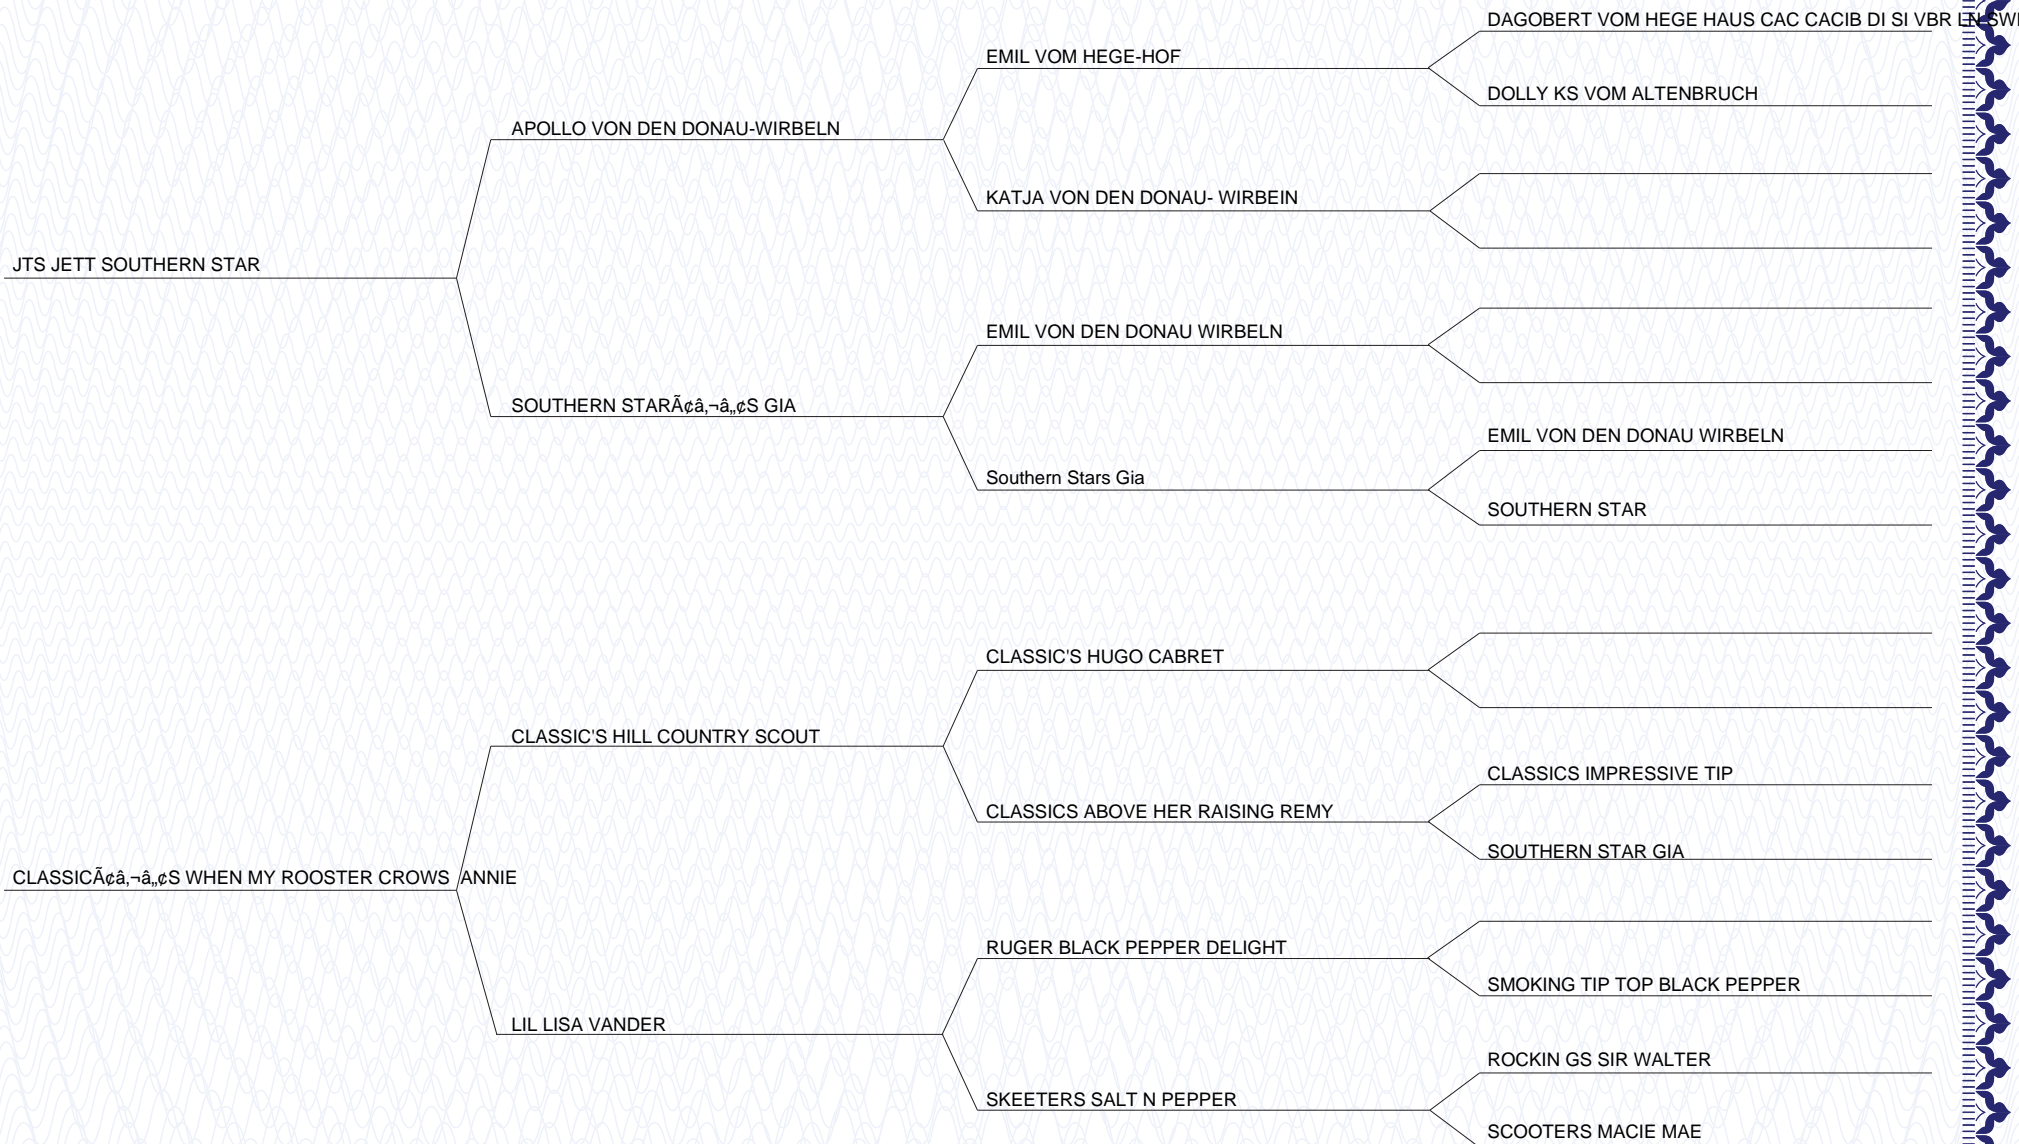 DAGOBERT VOM HEGE HAUS CAC CACIB DI SI VBR LN SW
EMIL VOM HEGE-HOF
DOLLY KS VOM ALTENBRUCH
APOLLO VON DEN DONAU-WIRBELN
KATJA VON DEN DONAU- WIRBEIN
JTS JETT SOUTHERN STAR
EMIL VON DEN DONAU WIRBELN
SOUTHERN STARÃ¢â‚¬â„¢S GIA
EMIL VON DEN DONAU WIRBELN
Southern Stars Gia
SOUTHERN STAR
CLASSIC'S HUGO CABRET
CLASSIC'S HILL COUNTRY SCOUT
CLASSICS IMPRESSIVE TIP
CLASSICS ABOVE HER RAISING REMY
SOUTHERN STAR GIA
CLASSICÃ¢â‚¬â„¢S WHEN MY ROOSTER CROWS ANNIE
RUGER BLACK PEPPER DELIGHT
SMOKING TIP TOP BLACK PEPPER
LIL LISA VANDER
ROCKIN GS SIR WALTER
SKEETERS SALT N PEPPER
SCOOTERS MACIE MAE